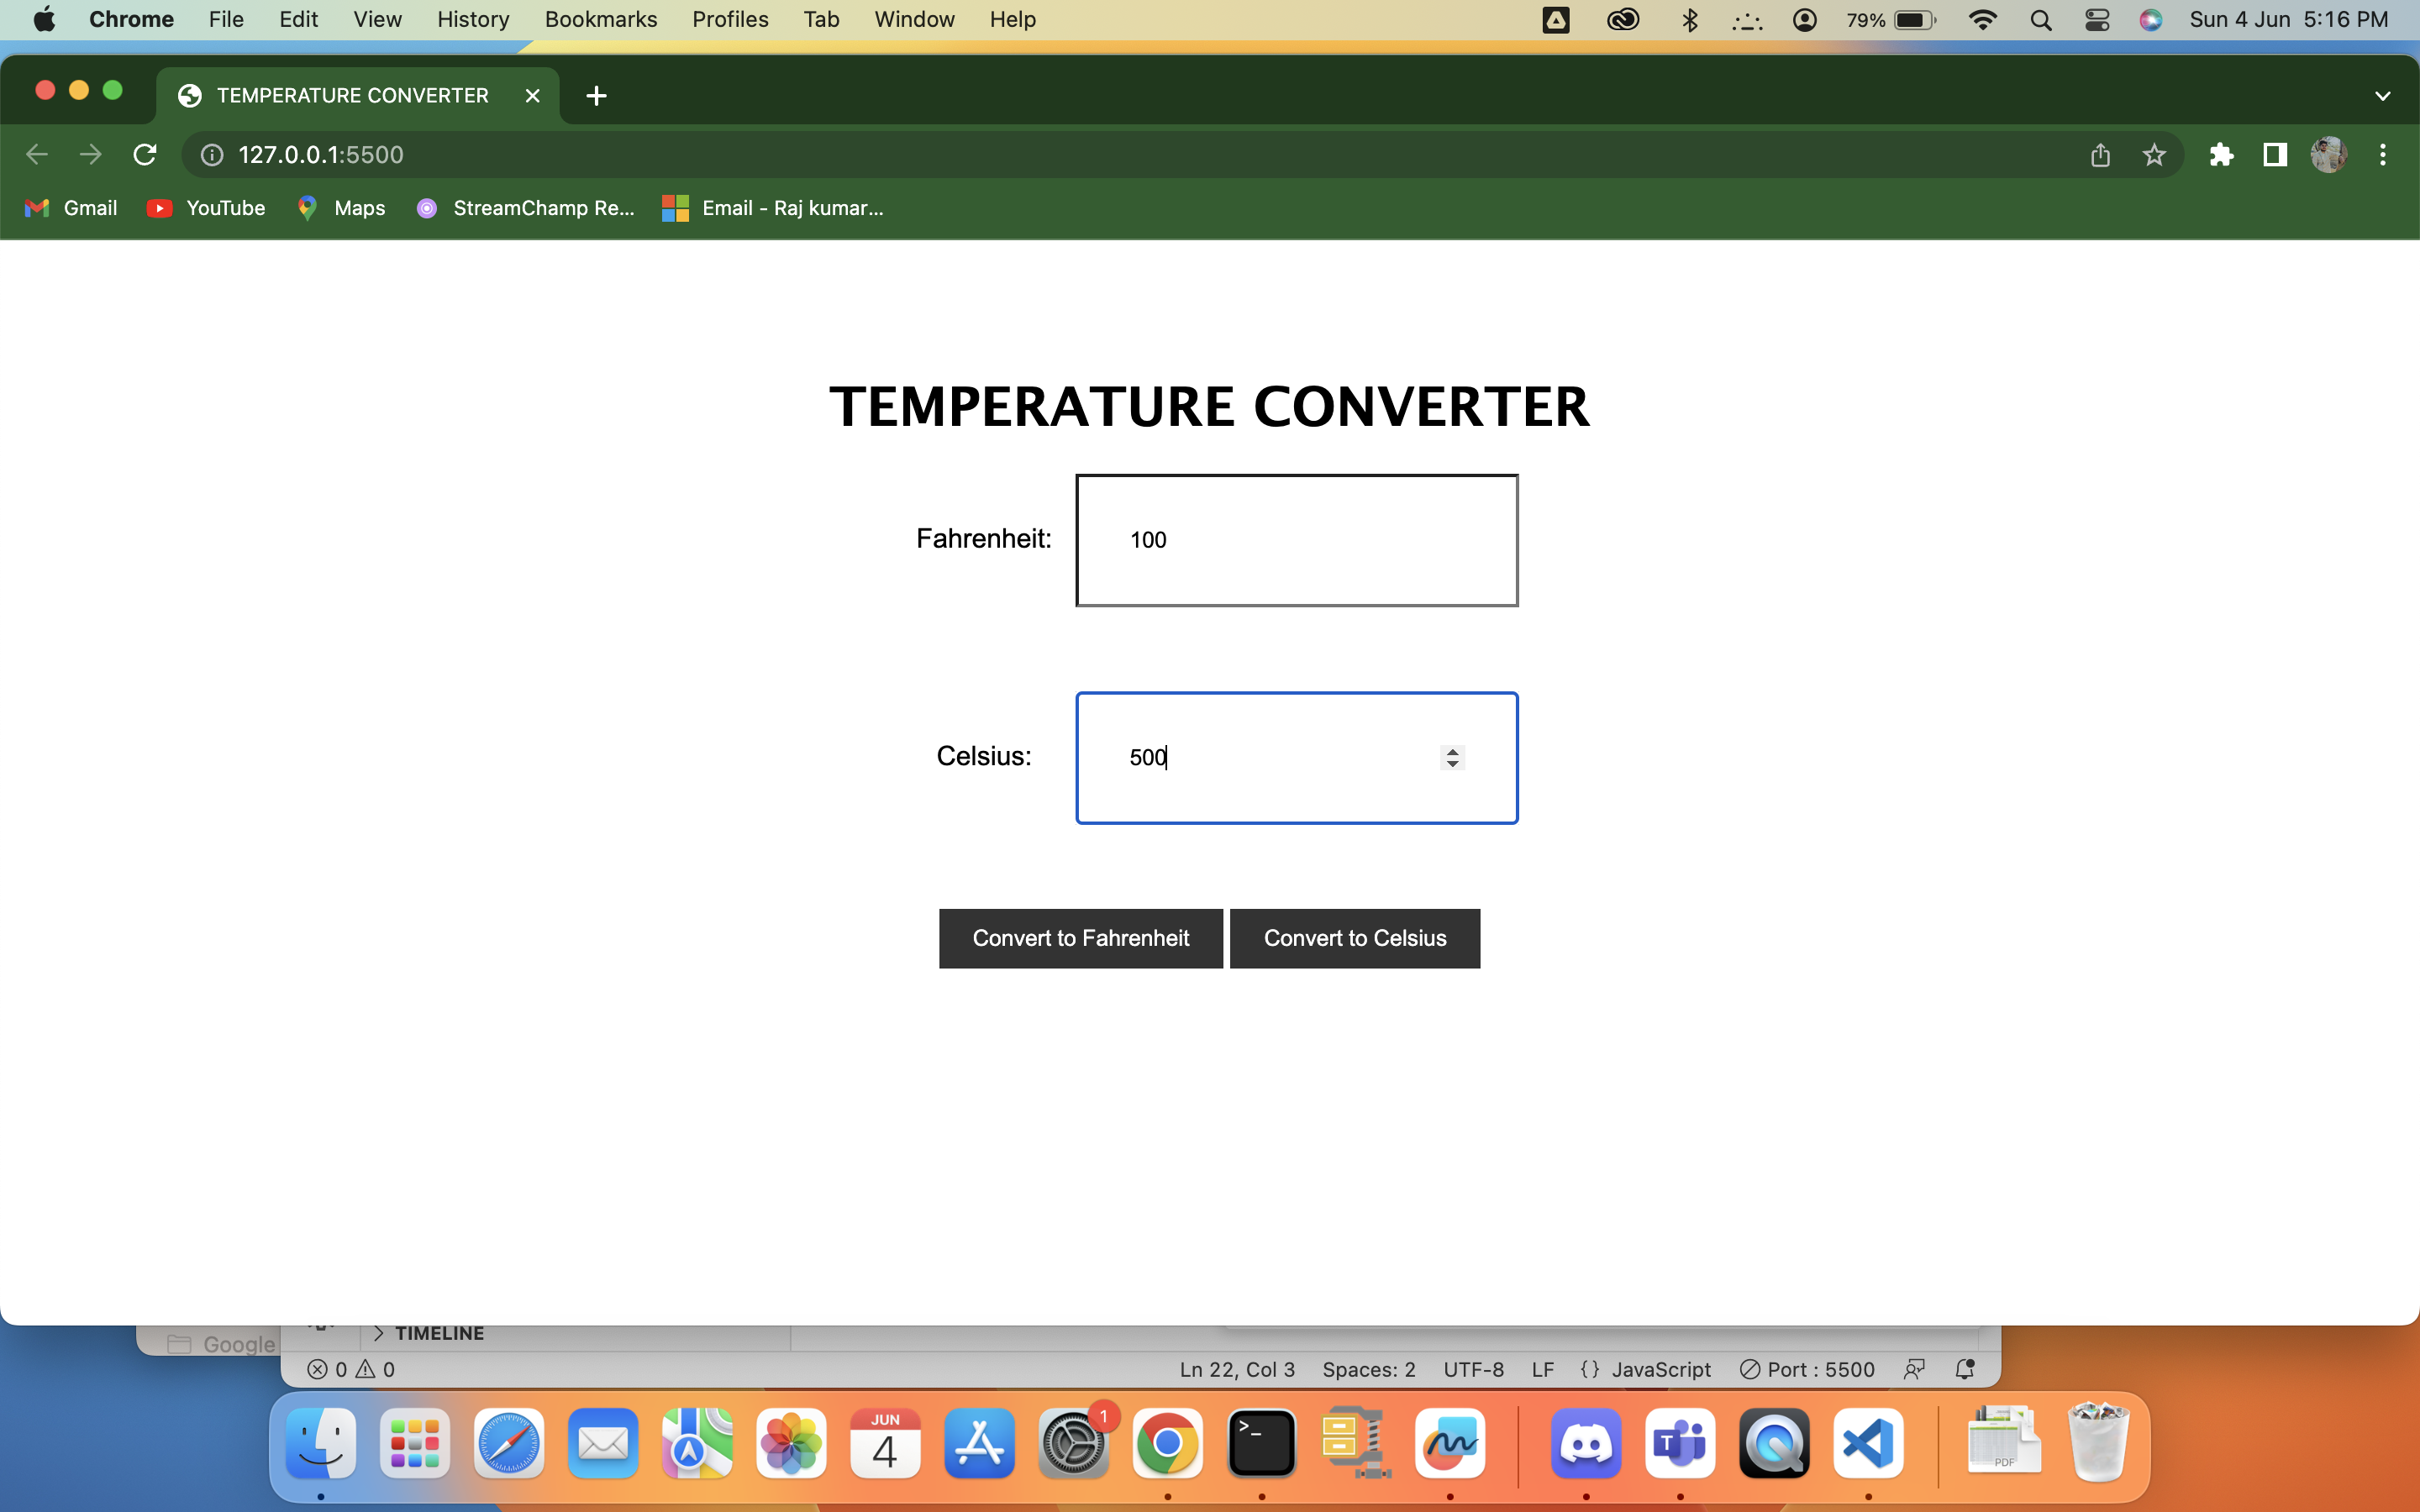 Chrome File Edit View History Bookmarks Profiles Tab Window Help 79% Sun 4 Jun 5:16 PM
TEMPERATURE CONVERTER
127.0.0.1:5500
Gmail YouTube Maps StreamChamp Re... Email - Raj kumar...
TEMPERATURE CONVERTER
Fahrenheit: 100
Celsius: 500
Convert to Fahrenheit Convert to Celsius
Google TIMELINE
0 0 Ln 22, Col 3 Spaces: 2 UTF-8 LF {} JavaScript Port : 5500
JUN 1
4 >_ T PDF